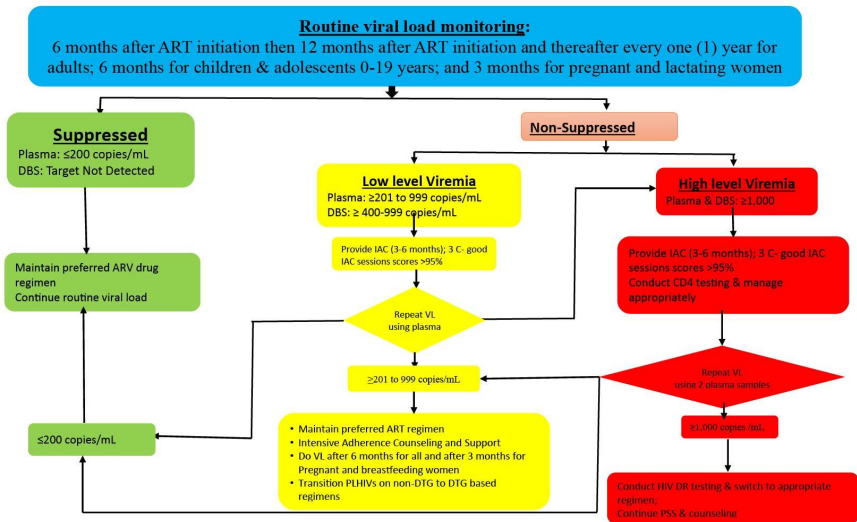 Routine viral load monitoring:
6 months after ART initiation then 12 months after ART initiation and thereafter every one (1) year for
adults; 6 months for children & adolescents 0-19 years; and 3 months for pregnant and lactating women
Suppressed
Plasma: ≤200 copies/mL
DBS: Target Not Detected
Non-Suppressed
Low level Viremia
Plasma: ≥201 to 999 copies/mL
DBS: ≥ 400-999 copies/mL
High level Viremia
Plasma & DBS: ≥1,000
Provide IAC (3-6 months); 3 C- good
IAC sessions scores >95%
Provide IAC (3-6 months); 3 C- good IAC
sessions scores >95%
Conduct CD4 testing & manage
appropriately
Maintain preferred ARV drug
regimen
Continue routine viral load
Repeat VL
using plasma
Repeat VL
using 2 plasma samples
≥201 to 999 copies/mL
≥1,000 copies /mL
≤200 copies/mL
• Maintain preferred ART regimen
• Intensive Adherence Counseling and Support
• Do VL after 6 months for all and after 3 months for
Pregnant and breastfeeding women
• Transition PLHIVs on non-DTG to DTG based
regimens
Conduct HIV DR testing & switch to appropriate
regimen;
Continue PSS & counseling